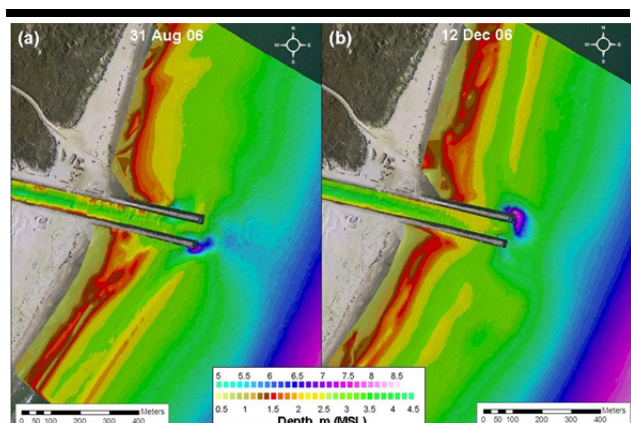 (a)
31 Aug 06
N
W E
S
(b)
12 Dec 06
N
W E
S
5 5.5 6 6.5 7 7.5 8 8.5
0.5 1 1.5 2 2.5 3 3.5 4 4.5
Depth, m (MSL)
Meters
0 50 100 200 300 400
Meters
0 50 100 200 300 400